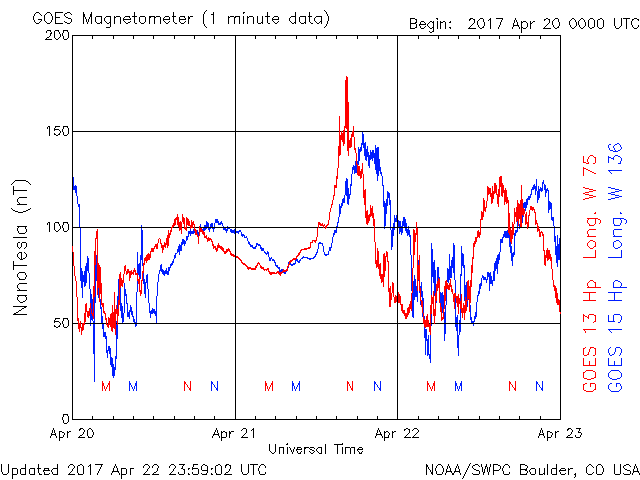 GOES Magnetometer (1 minute data)
Begin: 2017 Apr 20 0000 UTC
200
150
100
50
0
NanoTesla (nT)
M M N N M M N N M M N N
Apr 20 Apr 21 Apr 22 Apr 23
Universal Time
GOES 13 Hp Long. W 75
GOES 15 Hp Long. W 136
Updated 2017 Apr 22 23:59:02 UTC
NOAA/SWPC Boulder, CO USA